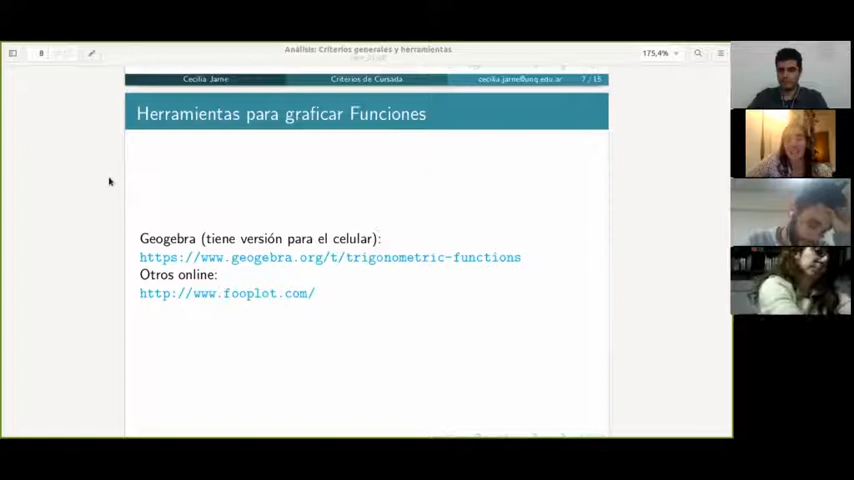 8
Análisis: Criterios generales y herramientas
175,4%
Cecilia Jarne
Criterios de Cursada
cecilia.jarne@unq.edu.ar
7 / 15
Herramientas para graficar Funciones
Geogebra (tiene versión para el celular):
https://www.geogebra.org/t/trigonometric-functions
Otros online:
http://www.fooplot.com/